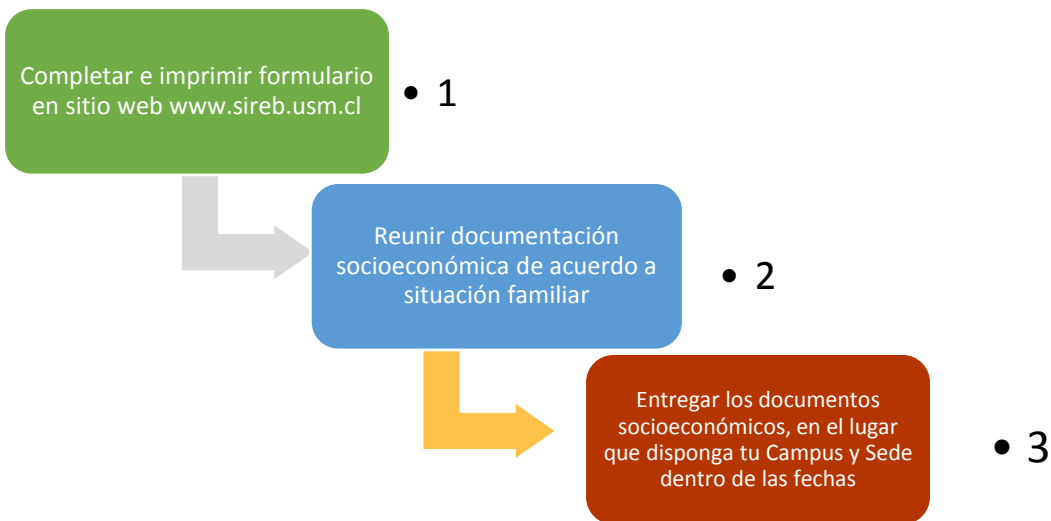 Completar e imprimir formulario
en sitio web www.sireb.usm.cl
• 1
Reunir documentación
socioeconómica de acuerdo a
situación familiar
• 2
Entregar los documentos
socioeconómicos, en el lugar
que disponga tu Campus y Sede
dentro de las fechas
• 3